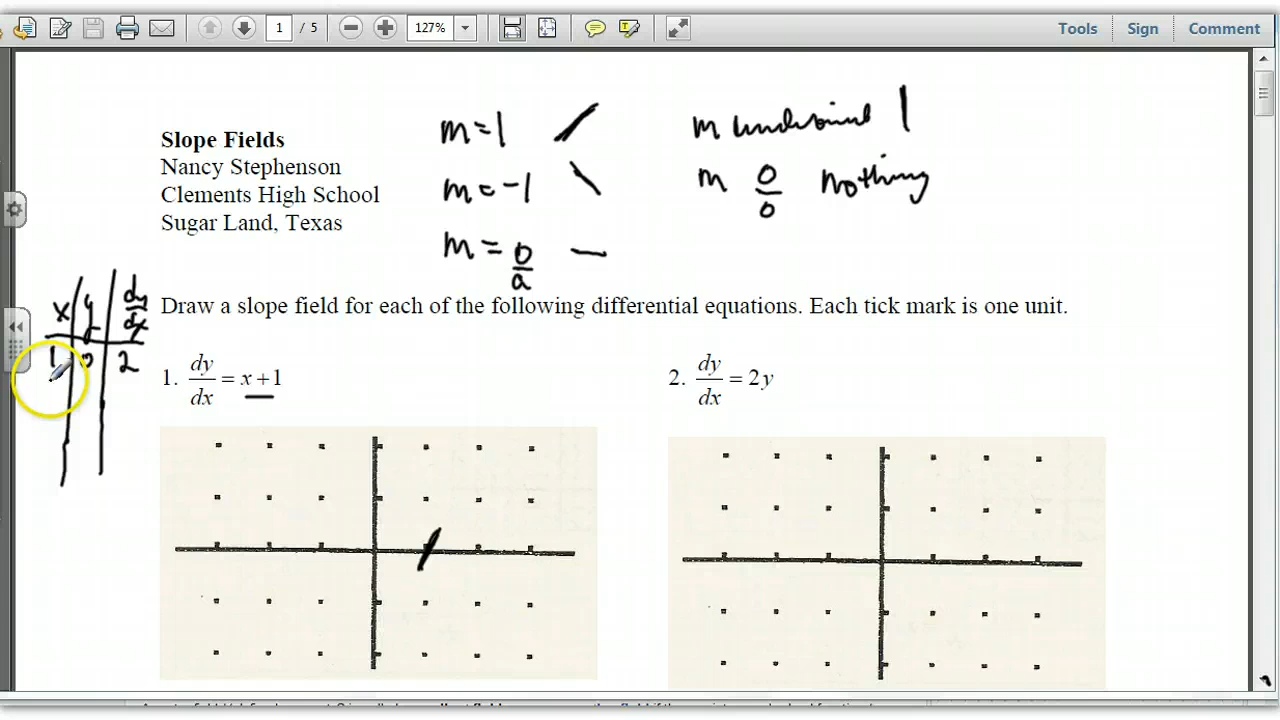 1 / 5 127% Tools Sign Comment
Slope Fields
Nancy Stephenson
Clements High School
Sugar Land, Texas
m = 1
m = -1
m = 0/a
m undefined
m 0/0 nothing
x y dy/dx
1 0 2
Draw a slope field for each of the following differential equations. Each tick mark is one unit.
1. dy/dx = x + 1
2. dy/dx = 2y